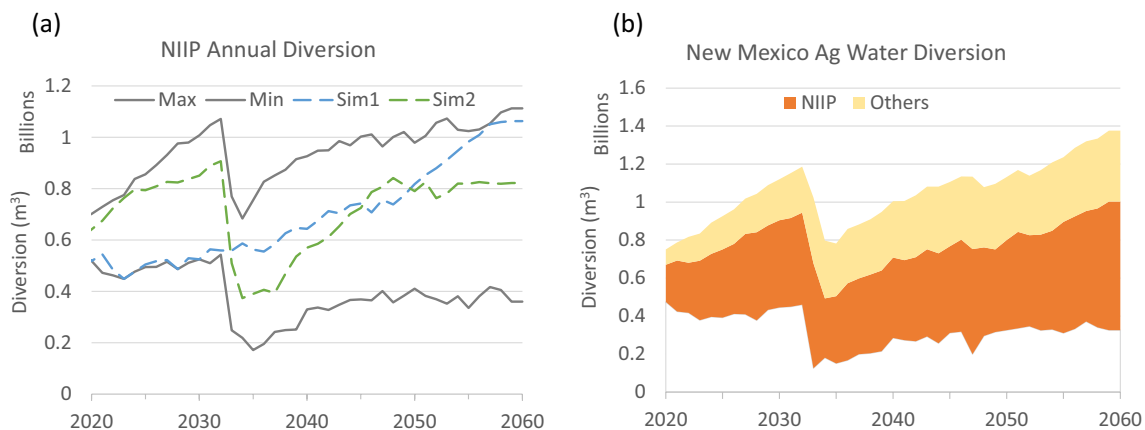 (a)
NIIP Annual Diversion
Diversion (m³) Billions
1.2
1
0.8
0.6
0.4
0.2
0
Max Min Sim1 Sim2
2020 2030 2040 2050 2060
(b)
New Mexico Ag Water Diversion
Diversion (m³) Billions
1.6
1.4
1.2
1
0.8
0.6
0.4
0.2
0
NIIP Others
2020 2030 2040 2050 2060